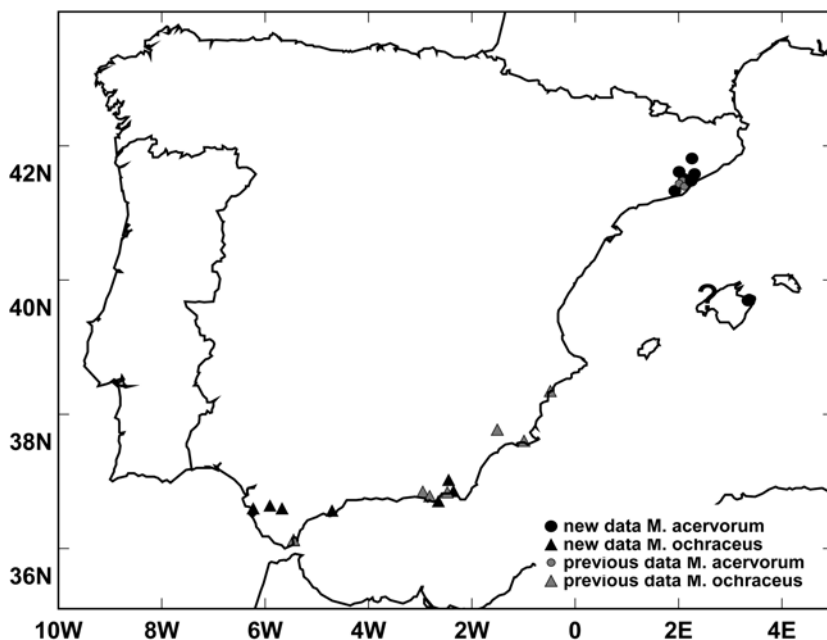 42N
?
40N
38N
new data M. acervorum
new data M. ochraceus
previous data M. acervorum
previous data M. ochraceus
36N
10W 8W 6W 4W 2W 0 2E 4E